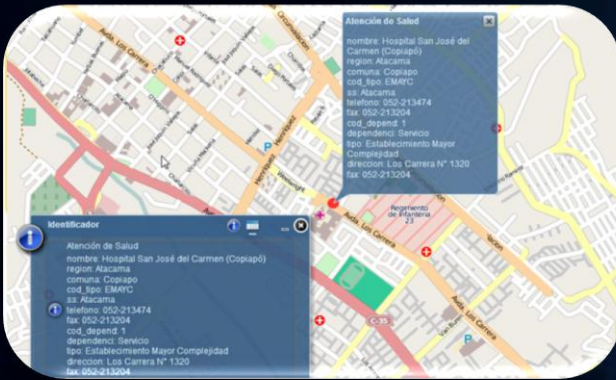 Atención de Salud
nombre: Hospital San José del
Carmen (Copiapó)
region: Atacama
comuna: Copiapo
cod_tipo: EMAYC
ss: Atacama
telefono: 052-213474
fax: 052-213204
cod_depend: 1
dependenci: Servicio
tipo: Establecimiento Mayor
Complejidad
direccion: Los Carrera N° 1320
fax: 052-213204
Avda. Los Carrera
Regimiento
de Infanteria
23
Avda. Los Carrera
Avda. Los Carrera
C-35
P
P
Identificador
Atención de Salud
nombre: Hospital San José del Carmen (Copiapó)
region: Atacama
comuna: Copiapo
cod_tipo: EMAYC
ss: Atacama
telefono: 052-213474
fax: 052-213204
cod_depend: 1
dependenci: Servicio
tipo: Establecimiento Mayor Complejidad
direccion: Los Carrera N° 1320
fax: 052-213204